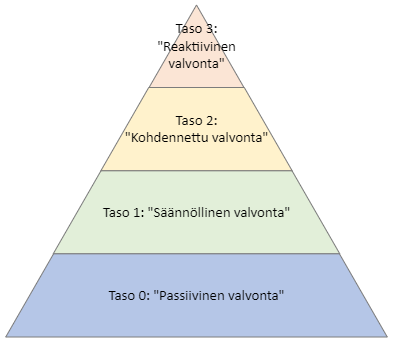 Taso 3:
"Reaktiivinen
valvonta"
Taso 2:
"Kohdennettu valvonta"
Taso 1: "Säännöllinen valvonta"
Taso 0: "Passiivinen valvonta"